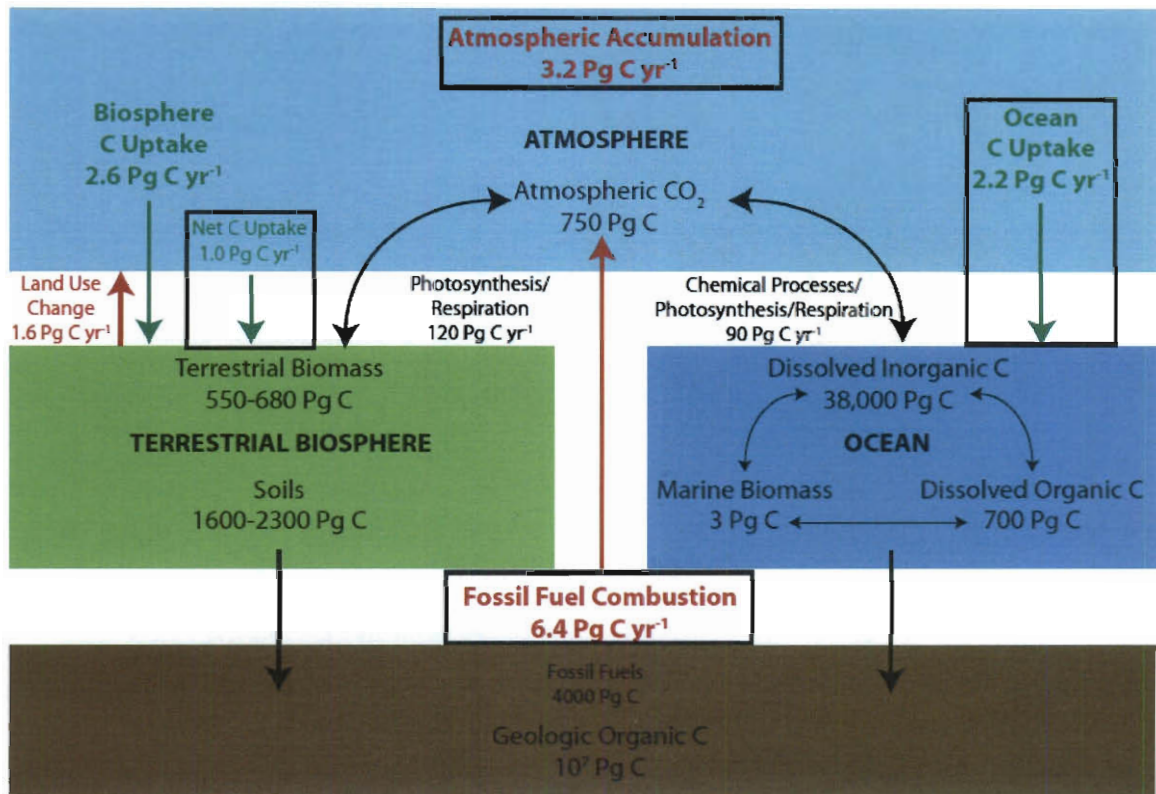 Atmospheric Accumulation
3.2 Pg C yr⁻¹
Biosphere
C Uptake
2.6 Pg C yr⁻¹
Ocean
C Uptake
2.2 Pg C yr⁻¹
ATMOSPHERE
Atmospheric CO₂
750 Pg C
Net C Uptake
1.0 Pg C yr⁻¹
Land Use
Change
1.6 Pg C yr⁻¹
Photosynthesis/
Respiration
120 Pg C yr⁻¹
Chemical Processes/
Photosynthesis/Respiration
90 Pg C yr⁻¹
Terrestrial Biomass
550-680 Pg C
TERRESTRIAL BIOSPHERE
Soils
1600-2300 Pg C
Dissolved Inorganic C
38,000 Pg C
OCEAN
Marine Biomass
3 Pg C
Dissolved Organic C
700 Pg C
Fossil Fuel Combustion
6.4 Pg C yr⁻¹
Fossil Fuels
4000 Pg C
Geologic Organic C
10⁷ Pg C